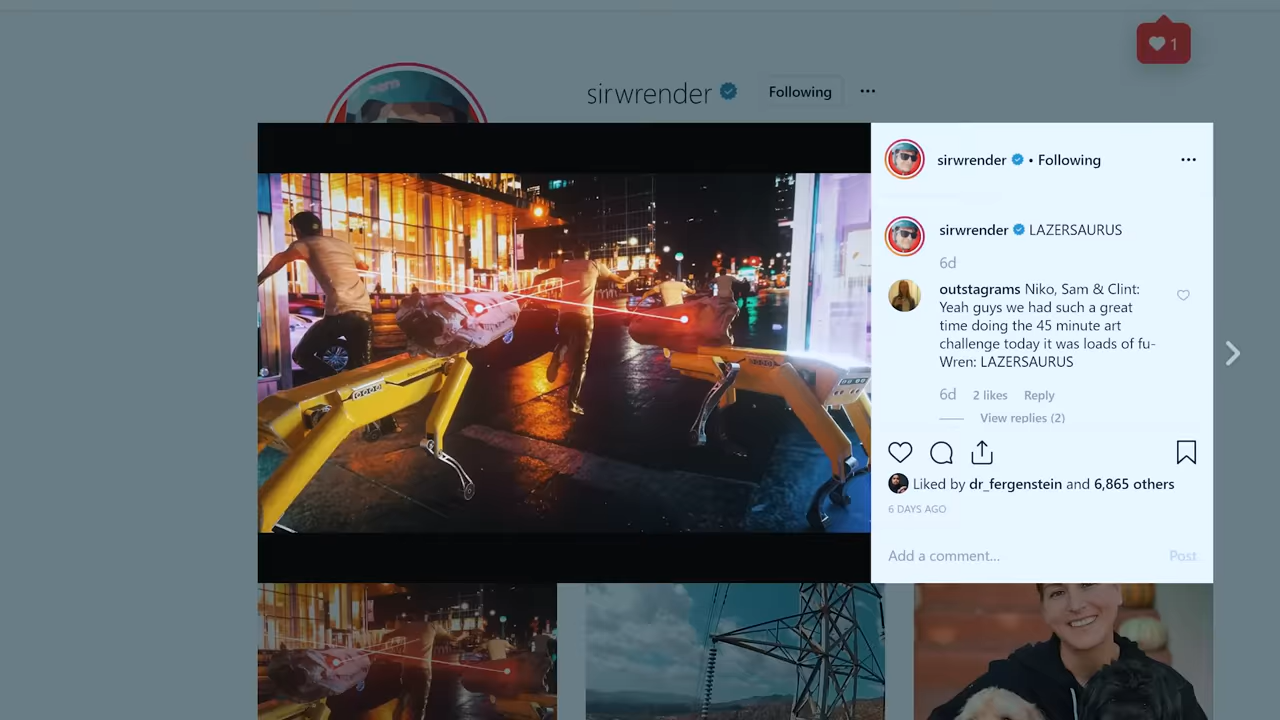 1
sirwrender Following
sirwrender • Following
sirwrender LAZERSAURUS
6d
outstagrams Niko, Sam & Clint:
Yeah guys we had such a great
time doing the 45 minute art
challenge today it was loads of fu-
Wren: LAZERSAURUS
6d 2 likes Reply
View replies (2)
Liked by dr_fergenstein and 6,865 others
6 DAYS AGO
Add a comment... Post